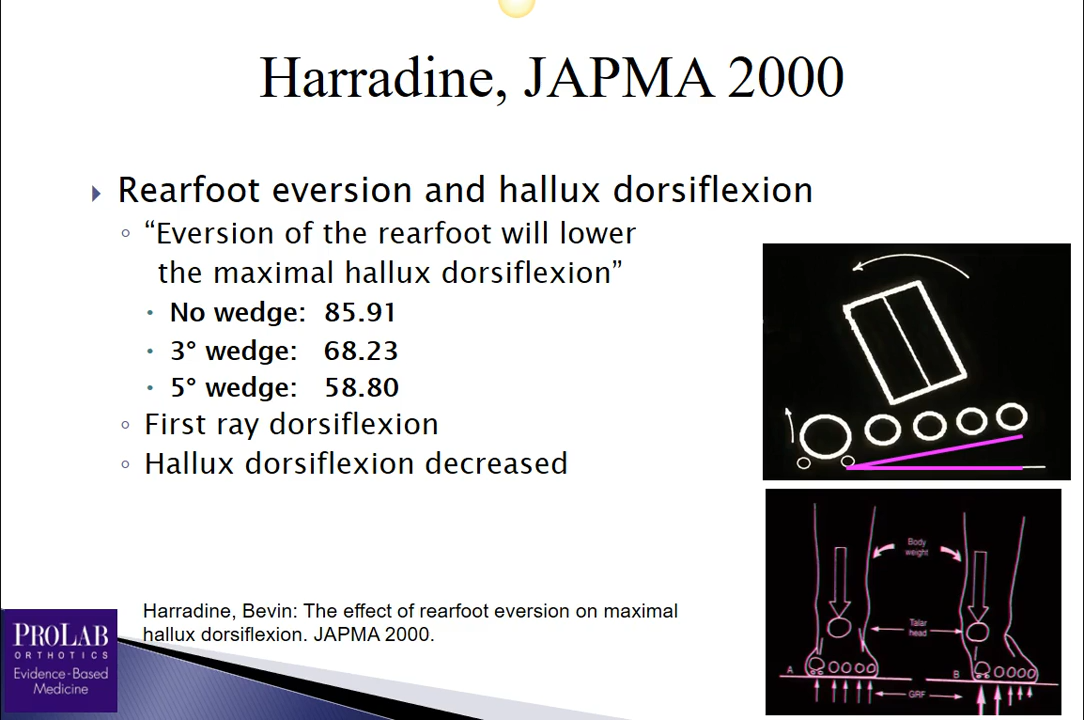 Harradine, JAPMA 2000
Rearfoot eversion and hallux dorsiflexion
“Eversion of the rearfoot will lower
the maximal hallux dorsiflexion”
No wedge: 85.91
3° wedge: 68.23
5° wedge: 58.80
First ray dorsiflexion
Hallux dorsiflexion decreased
Body
weight
Talar
head
A
B
GRF
Harradine, Bevin: The effect of rearfoot eversion on maximal
hallux dorsiflexion. JAPMA 2000.
PROLAB
ORTHOTICS
Evidence-Based
Medicine